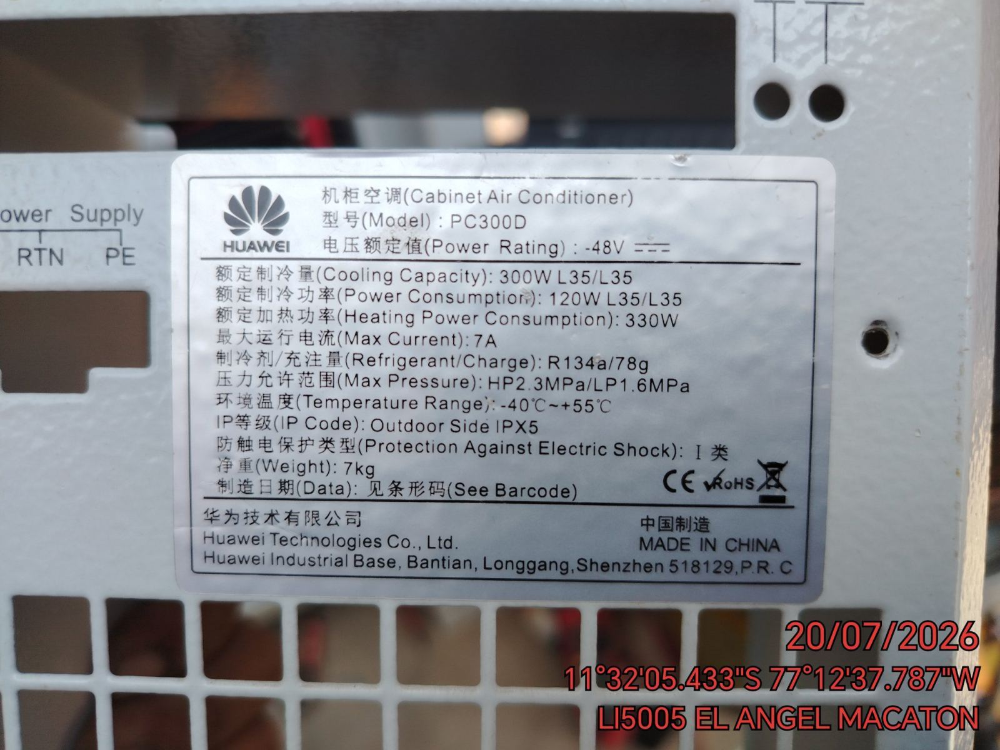 ower Supply
RTN PE
HUAWEI
机柜空调(Cabinet Air Conditioner)
型号(Model) : PC300D
电压额定值(Power Rating) : -48V
额定制冷量(Cooling Capacity): 300W L35/L35
额定制冷功率(Power Consumption): 120W L35/L35
额定加热功率(Heating Power Consumption): 330W
最大运行电流(Max Current): 7A
制冷剂/充注量(Refrigerant/Charge): R134a/78g
压力允许范围(Max Pressure): HP2.3MPa/LP1.6MPa
环境温度(Temperature Range): -40℃~+55℃
IP等级(IP Code): Outdoor Side IPX5
防触电保护类型(Protection Against Electric Shock): I 类
净重(Weight): 7kg
制造日期(Data): 见条形码(See Barcode)
CE RoHS
华为技术有限公司
中国制造
Huawei Technologies Co., Ltd.
MADE IN CHINA
Huawei Industrial Base, Bantian, Longgang,Shenzhen 518129,P.R. C
20/07/2026
11°32'05.433"S 77°12'37.787"W
LI5005 EL ANGEL MACATON